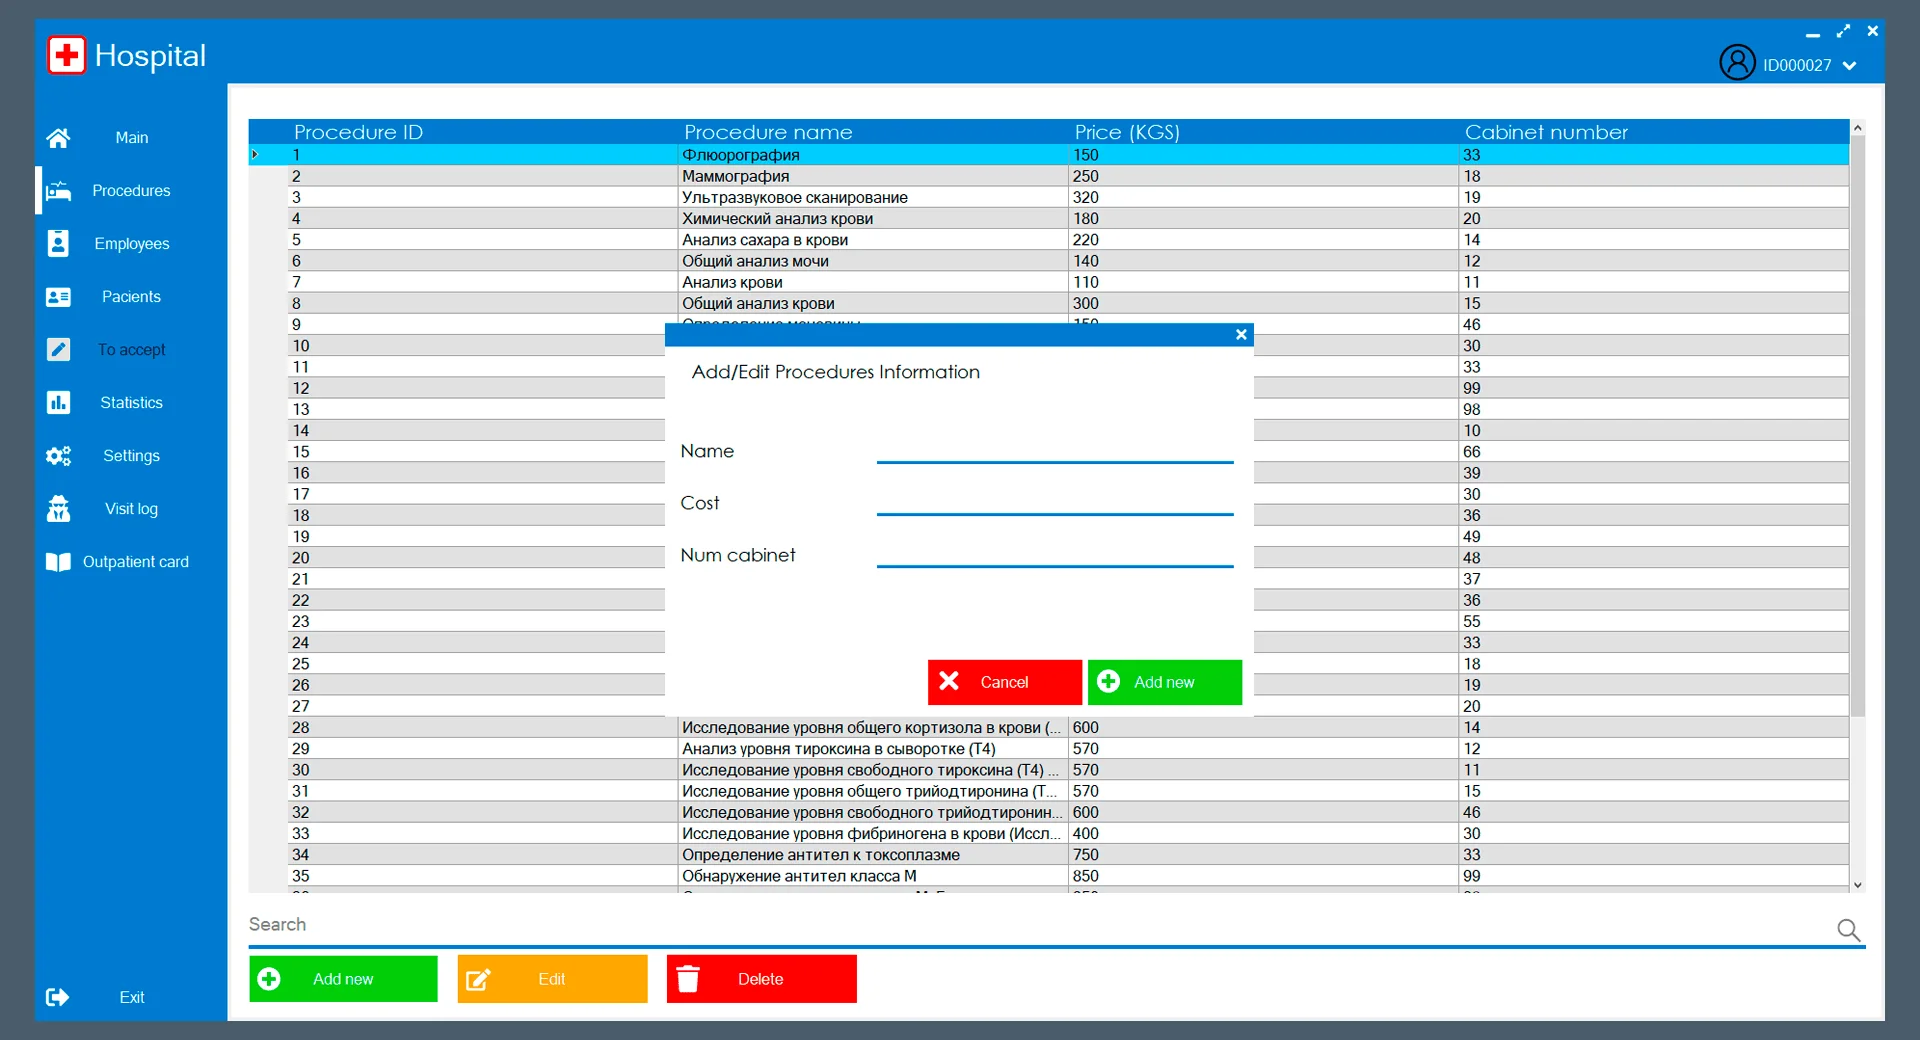 Hospital
ID000027
Main
Procedures
Employees
Pacients
To accept
Statistics
Settings
Visit log
Outpatient card
Exit
Procedure ID Procedure name Price (KGS) Cabinet number
1 Флюорография 150 33
2 Маммография 250 18
3 Ультразвуковое сканирование 320 19
4 Химический анализ крови 180 20
5 Анализ сахара в крови 220 14
6 Общий анализ мочи 140 12
7 Анализ крови 110 11
8 Общий анализ крови 300 15
9 46
10 30
11 33
12 99
13 98
14 10
15 66
16 39
17 30
18 36
19 49
20 48
21 37
22 36
23 55
24 33
25 18
26 19
27 20
28 Исследование уровня общего кортизола в крови (... 600 14
29 Анализ уровня тироксина в сыворотке (Т4) 570 12
30 Исследование уровня свободного тироксина (Т4) ... 570 11
31 Исследование уровня общего трийодтиронина (Т... 570 15
32 Исследование уровня свободного трийодтиронин... 600 46
33 Исследование уровня фибриногена в крови (Иссл... 400 30
34 Определение антител к токсоплазме 750 33
35 Обнаружение антител класса М 850 99
Add/Edit Procedures Information
Name
Cost
Num cabinet
Cancel
Add new
Search
Add new
Edit
Delete